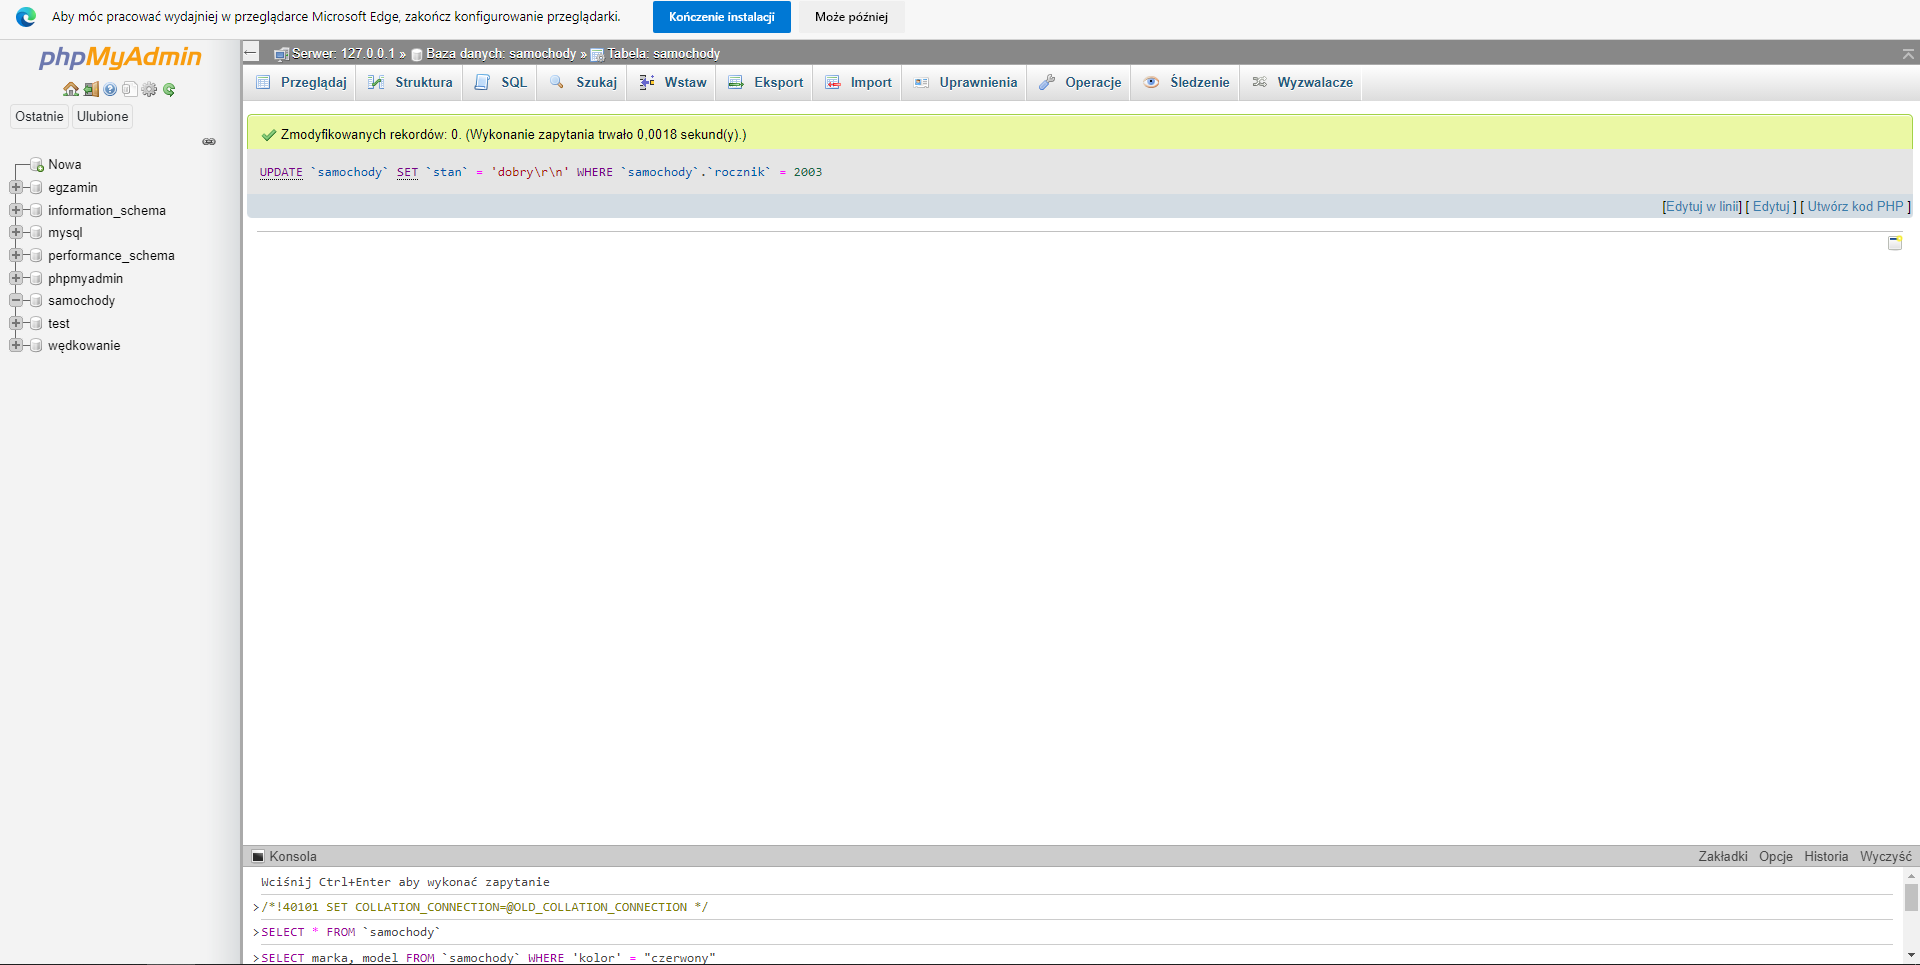 Aby móc pracować wydajniej w przeglądarce Microsoft Edge, zakończ konfigurowanie przeglądarki.
Kończenie instalacji
Może później
phpMyAdmin
Ostatnie
Ulubione
Nowa
egzamin
information_schema
mysql
performance_schema
phpmyadmin
samochody
test
wędkowanie
Serwer: 127.0.0.1 » Baza danych: samochody » Tabela: samochody
Przeglądaj Struktura SQL Szukaj Wstaw Eksport Import Uprawnienia Operacje Śledzenie Wyzwalacze
Zmodyfikowanych rekordów: 0. (Wykonanie zapytania trwało 0,0018 sekund(y).)
UPDATE `samochody` SET `stan` = 'dobry\r\n' WHERE `samochody`.`rocznik` = 2003
[Edytuj w linii] [ Edytuj ] [ Utwórz kod PHP ]
Konsola
Zakładki Opcje Historia Wyczyść
Wciśnij Ctrl+Enter aby wykonać zapytanie
>/*!40101 SET COLLATION_CONNECTION=@OLD_COLLATION_CONNECTION */
>SELECT * FROM `samochody`
>SELECT marka, model FROM `samochody` WHERE 'kolor' = "czerwony"